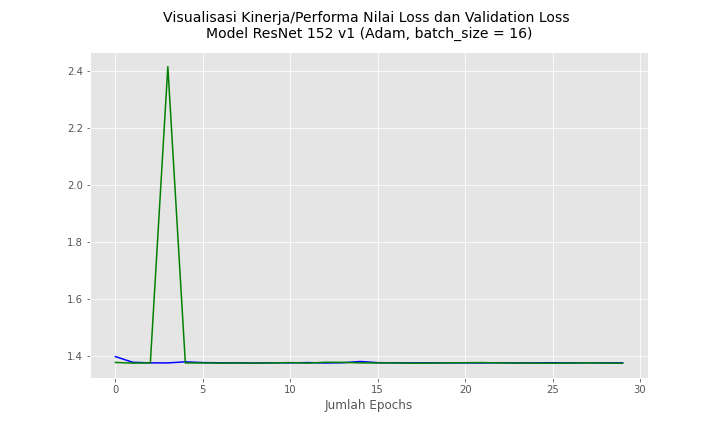 Visualisasi Kinerja/Performa Nilai Loss dan Validation Loss
Model ResNet 152 v1 (Adam, batch_size = 16)
2.4
2.2
2.0
1.8
1.6
1.4
0 5 10 15 20 25 30
Jumlah Epochs